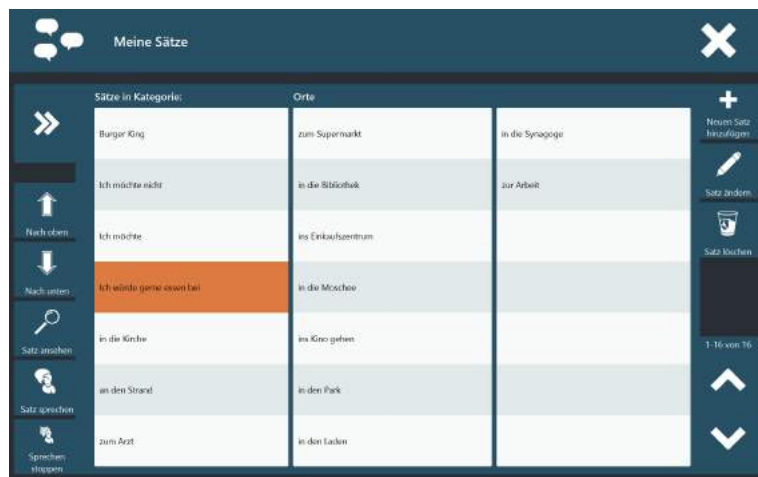 Meine Sätze
Sätze in Kategorie:
Orte
Burger King
Ich möchte nicht
Ich möchte
Ich würde gerne essen bei
in die Kirche
an den Strand
zum Arzt
zum Supermarkt
in die Bibliothek
ins Einkaufszentrum
in die Moschee
ins Kino gehen
in den Park
in den Laden
in die Synagoge
zur Arbeit
Nach oben
Nach unten
Satz ansehen
Satz sprechen
Sprechen
stoppen
Neuen Satz
hinzufügen
Satz ändern
Satz löschen
1-16 von 16